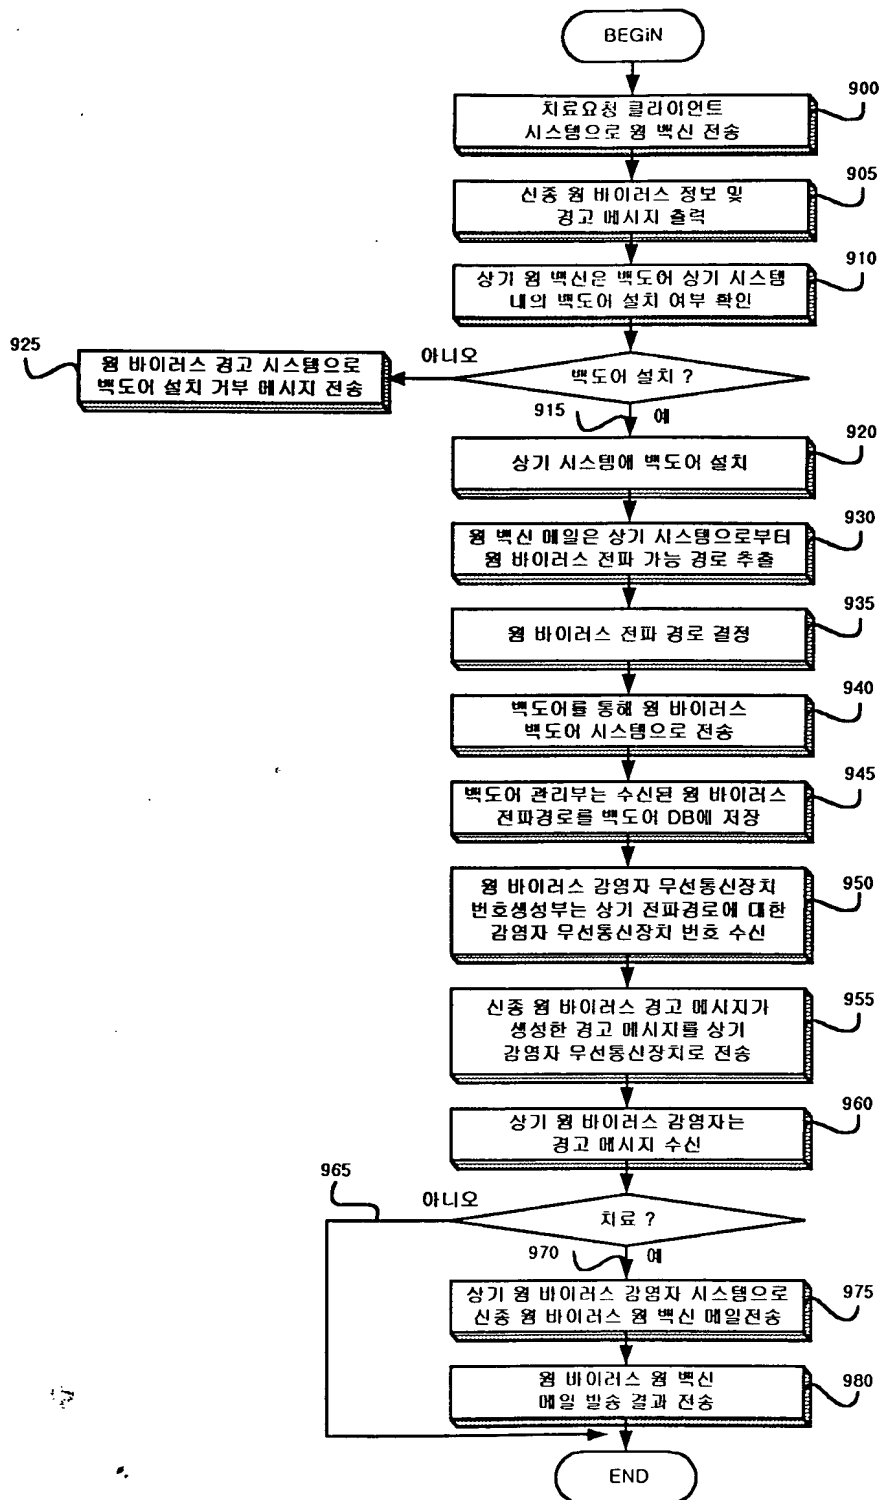 BEGIN
900
치료요청 클라이언트
시스템으로 웜 백신 전송
905
신종 웜 바이러스 정보 및
경고 메시지 출력
910
상기 웜 백신은 백도어 상기 시스템
내의 백도어 설치 여부 확인
925
웜 바이러스 경고 시스템으로
백도어 설치 거부 메시지 전송
아니오
백도어 설치 ?
915
예
920
상기 시스템에 백도어 설치
930
웜 백신 메일은 상기 시스템으로부터
웜 바이러스 전파 가능 경로 추출
935
웜 바이러스 전파 경로 결정
940
백도어를 통해 웜 바이러스
백도어 시스템으로 전송
945
백도어 관리부는 수신된 웜 바이러스
전파경로를 백도어 DB에 저장
950
웜 바이러스 감염자 무선통신장치
번호생성부는 상기 전파경로에 대한
감염자 무선통신장치 번호 수신
955
신종 웜 바이러스 경고 메시지가
생성한 경고 메시지를 상기
감염자 무선통신장치로 전송
960
상기 웜 바이러스 감염자는
경고 메시지 수신
965
아니오
치료 ?
970
예
975
상기 웜 바이러스 감염자 시스템으로
신종 웜 바이러스 웜 백신 메일전송
980
웜 바이러스 웜 백신
메일 발송 결과 전송
END